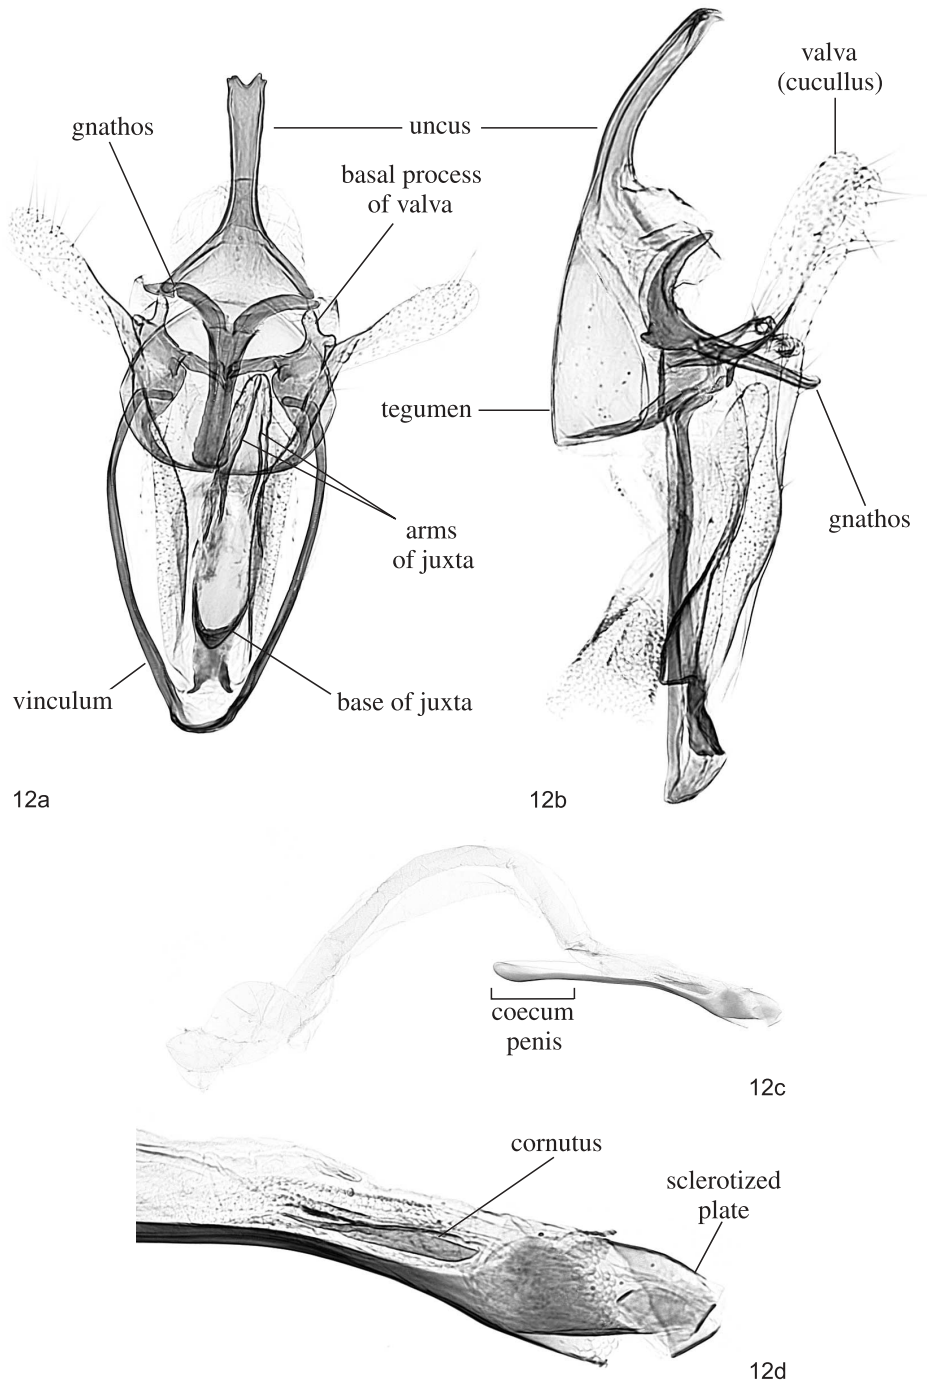 valva
(cucullus)
gnathos
uncus
basal process
of valva
tegumen
gnathos
arms
of juxta
vinculum
base of juxta
12a
12b
coecum
penis
12c
cornutus
sclerotized
plate
12d